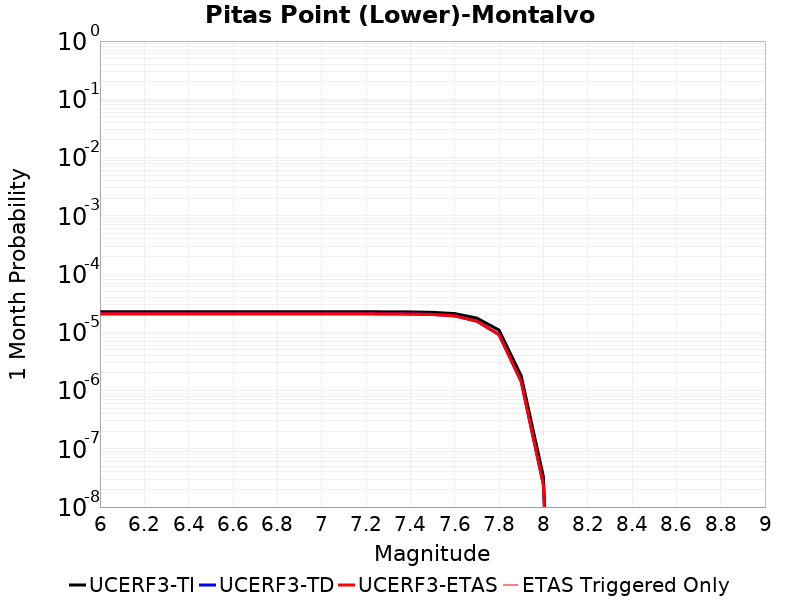 Pitas Point (Lower)-Montalvo
10^0
10^-1
10^-2
10^-3
10^-4
10^-5
10^-6
10^-7
10^-8
1 Month Probability
6 6.2 6.4 6.6 6.8 7 7.2 7.4 7.6 7.8 8 8.2 8.4 8.6 8.8 9
Magnitude
UCERF3-TI UCERF3-TD UCERF3-ETAS ETAS Triggered Only